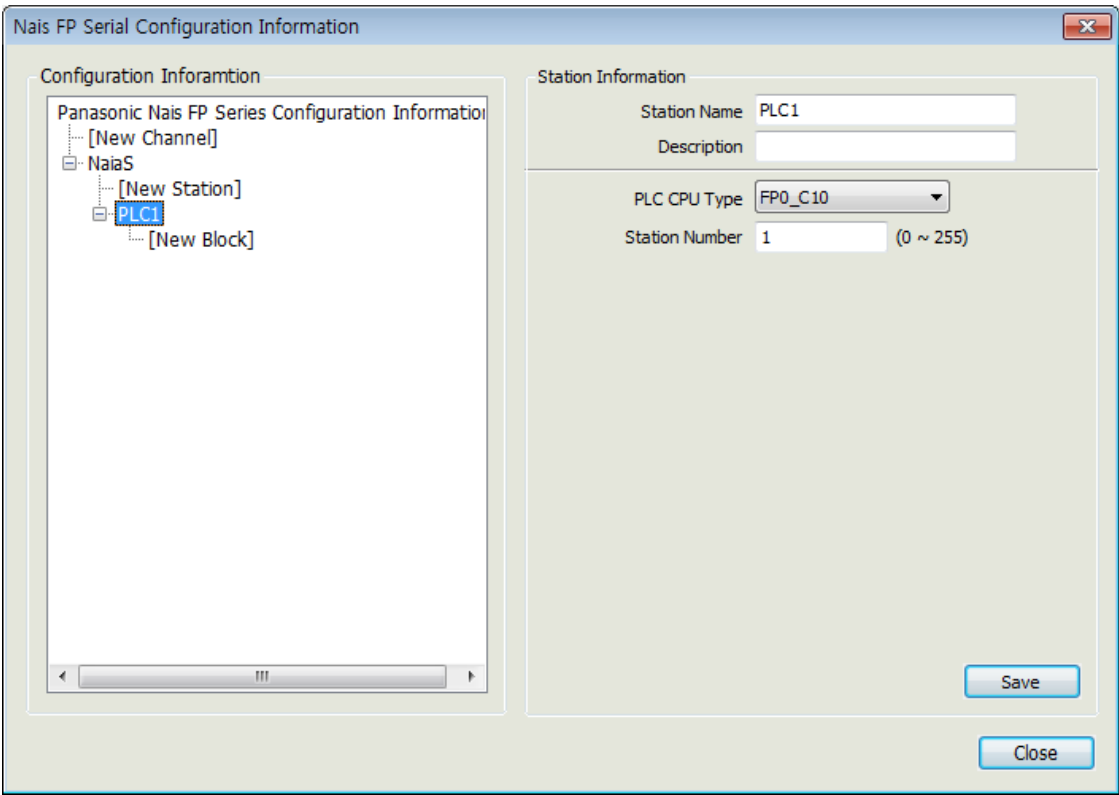 Nais FP Serial Configuration Information
Configuration Inforamtion
Panasonic Nais FP Series Configuration Information
[New Channel]
NaiaS
[New Station]
PLC1
[New Block]
Station Information
Station Name PLC1
Description
PLC CPU Type FP0_C10
Station Number 1 (0 ~ 255)
Save
Close